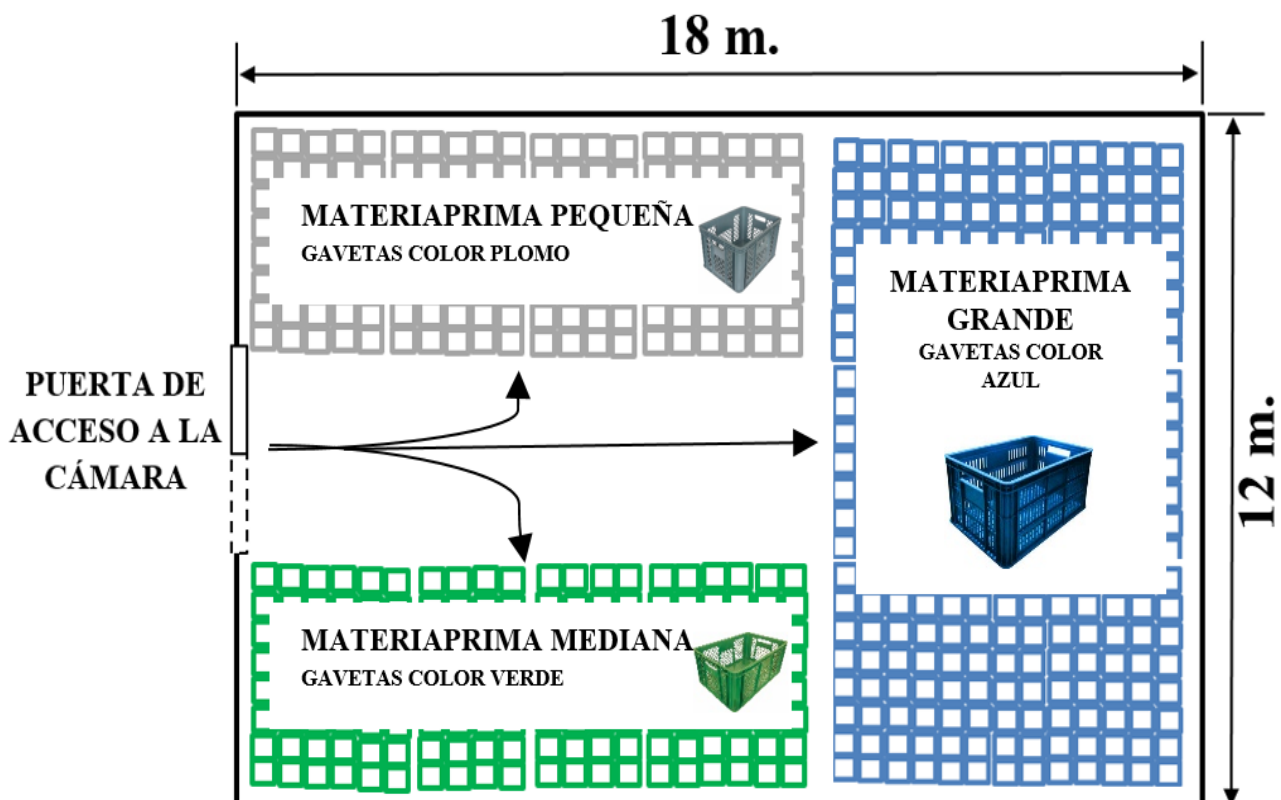 18 m.
MATERIAPRIMA PEQUEÑA
GAVETAS COLOR PLOMO
MATERIAPRIMA
GRANDE
GAVETAS COLOR
AZUL
PUERTA DE
ACCESO A LA
CÁMARA
12 m.
MATERIAPRIMA MEDIANA
GAVETAS COLOR VERDE